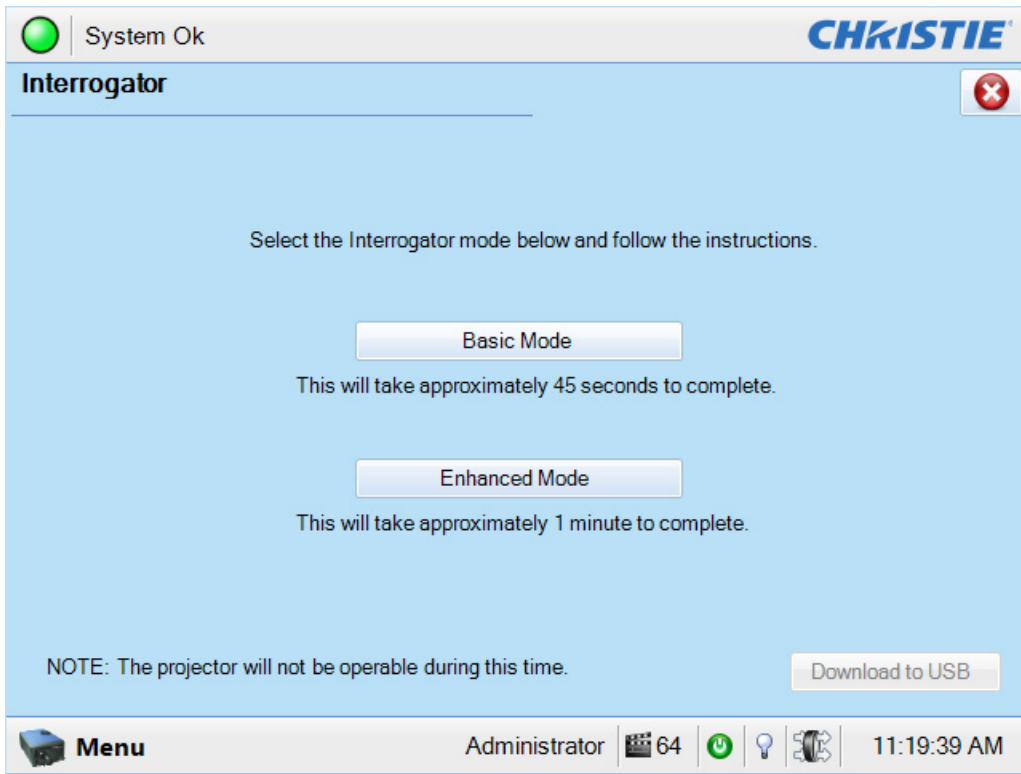 System Ok
CHRISTIE
Interrogator
Select the Interrogator mode below and follow the instructions.
Basic Mode
This will take approximately 45 seconds to complete.
Enhanced Mode
This will take approximately 1 minute to complete.
NOTE: The projector will not be operable during this time.
Download to USB
Menu
Administrator 64 11:19:39 AM